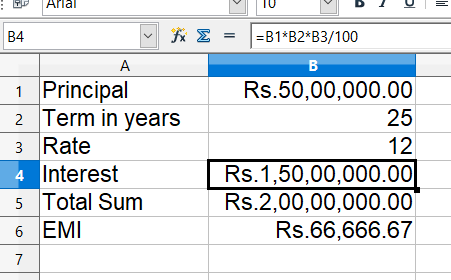 Arial 10 B I U
B4 fx Σ = =B1*B2*B3/100
A B
1 Principal Rs.50,00,000.00
2 Term in years 25
3 Rate 12
4 Interest Rs.1,50,00,000.00
5 Total Sum Rs.2,00,00,000.00
6 EMI Rs.66,666.67
7